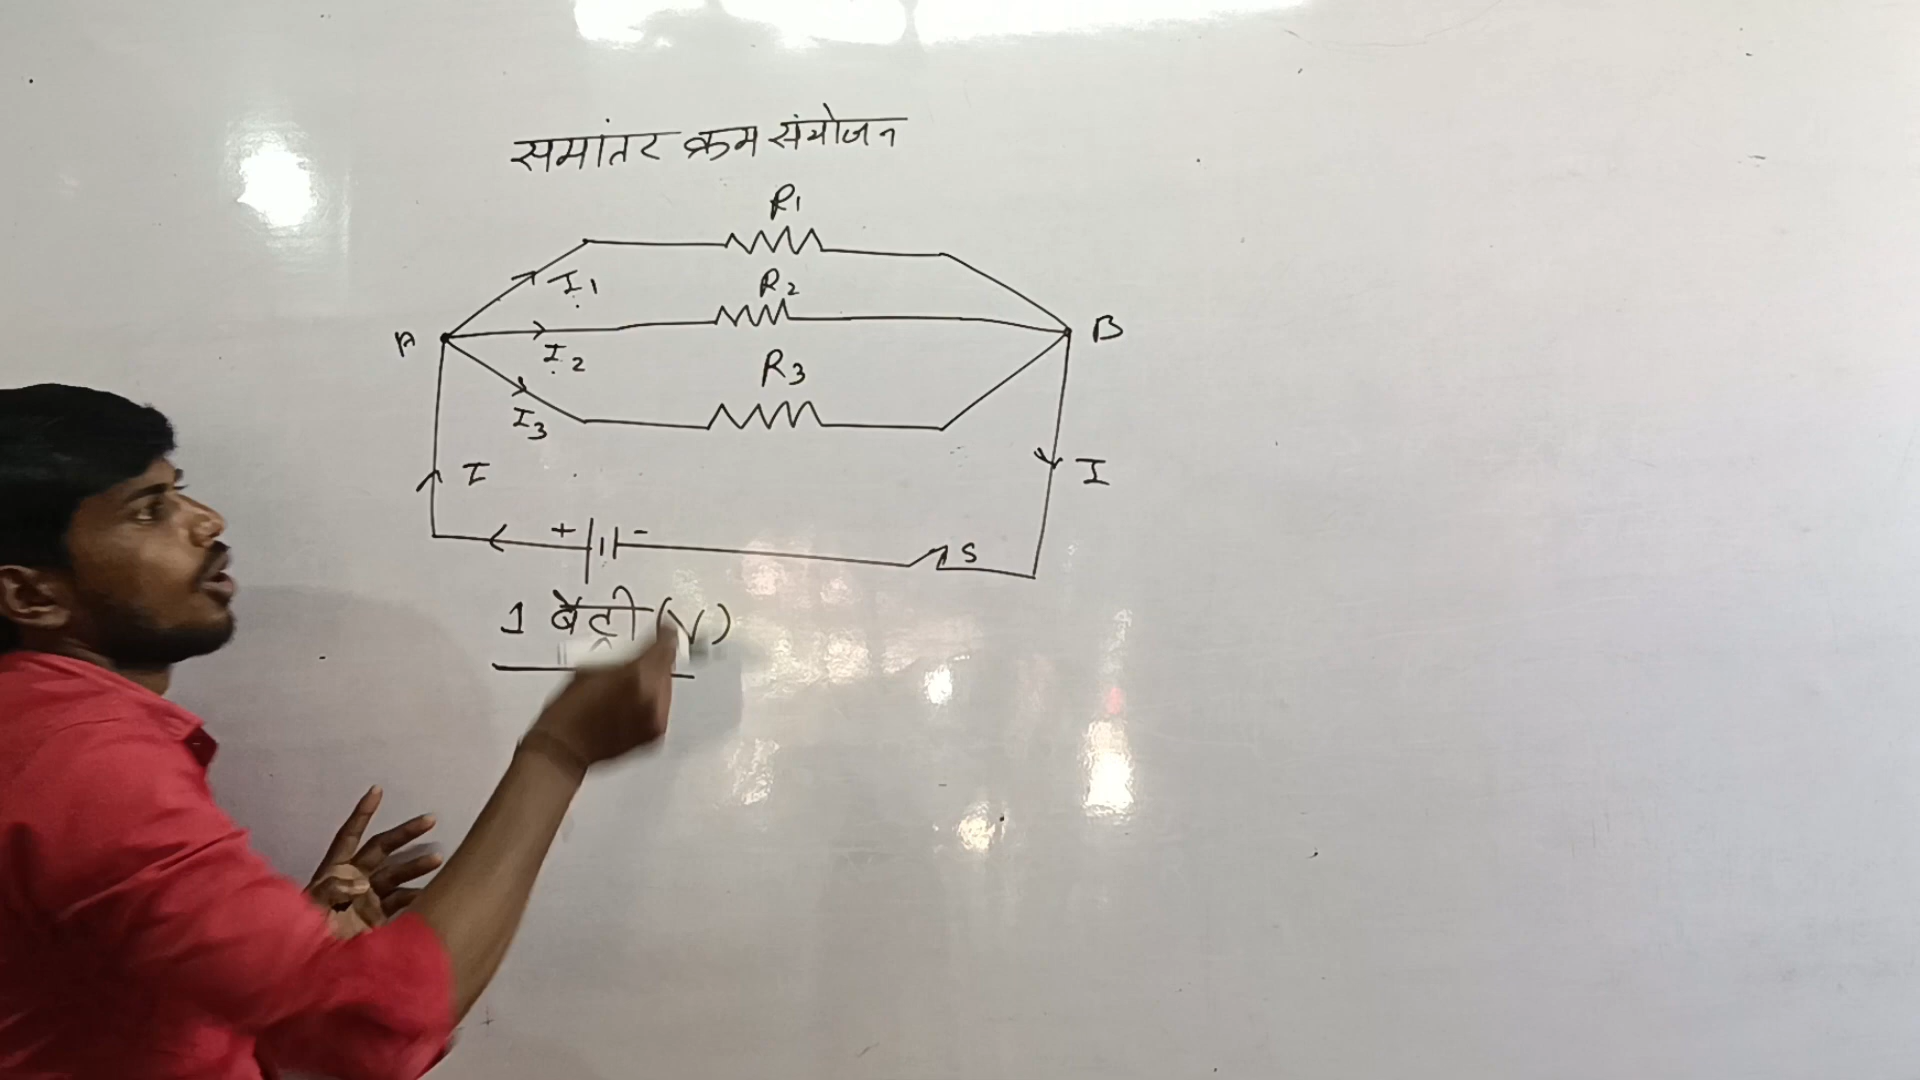 समांतर क्रम संयोजन
R1
I1
R2
A
B
I2
R3
I3
I
I
+
-
S
1 बैट्री (V)